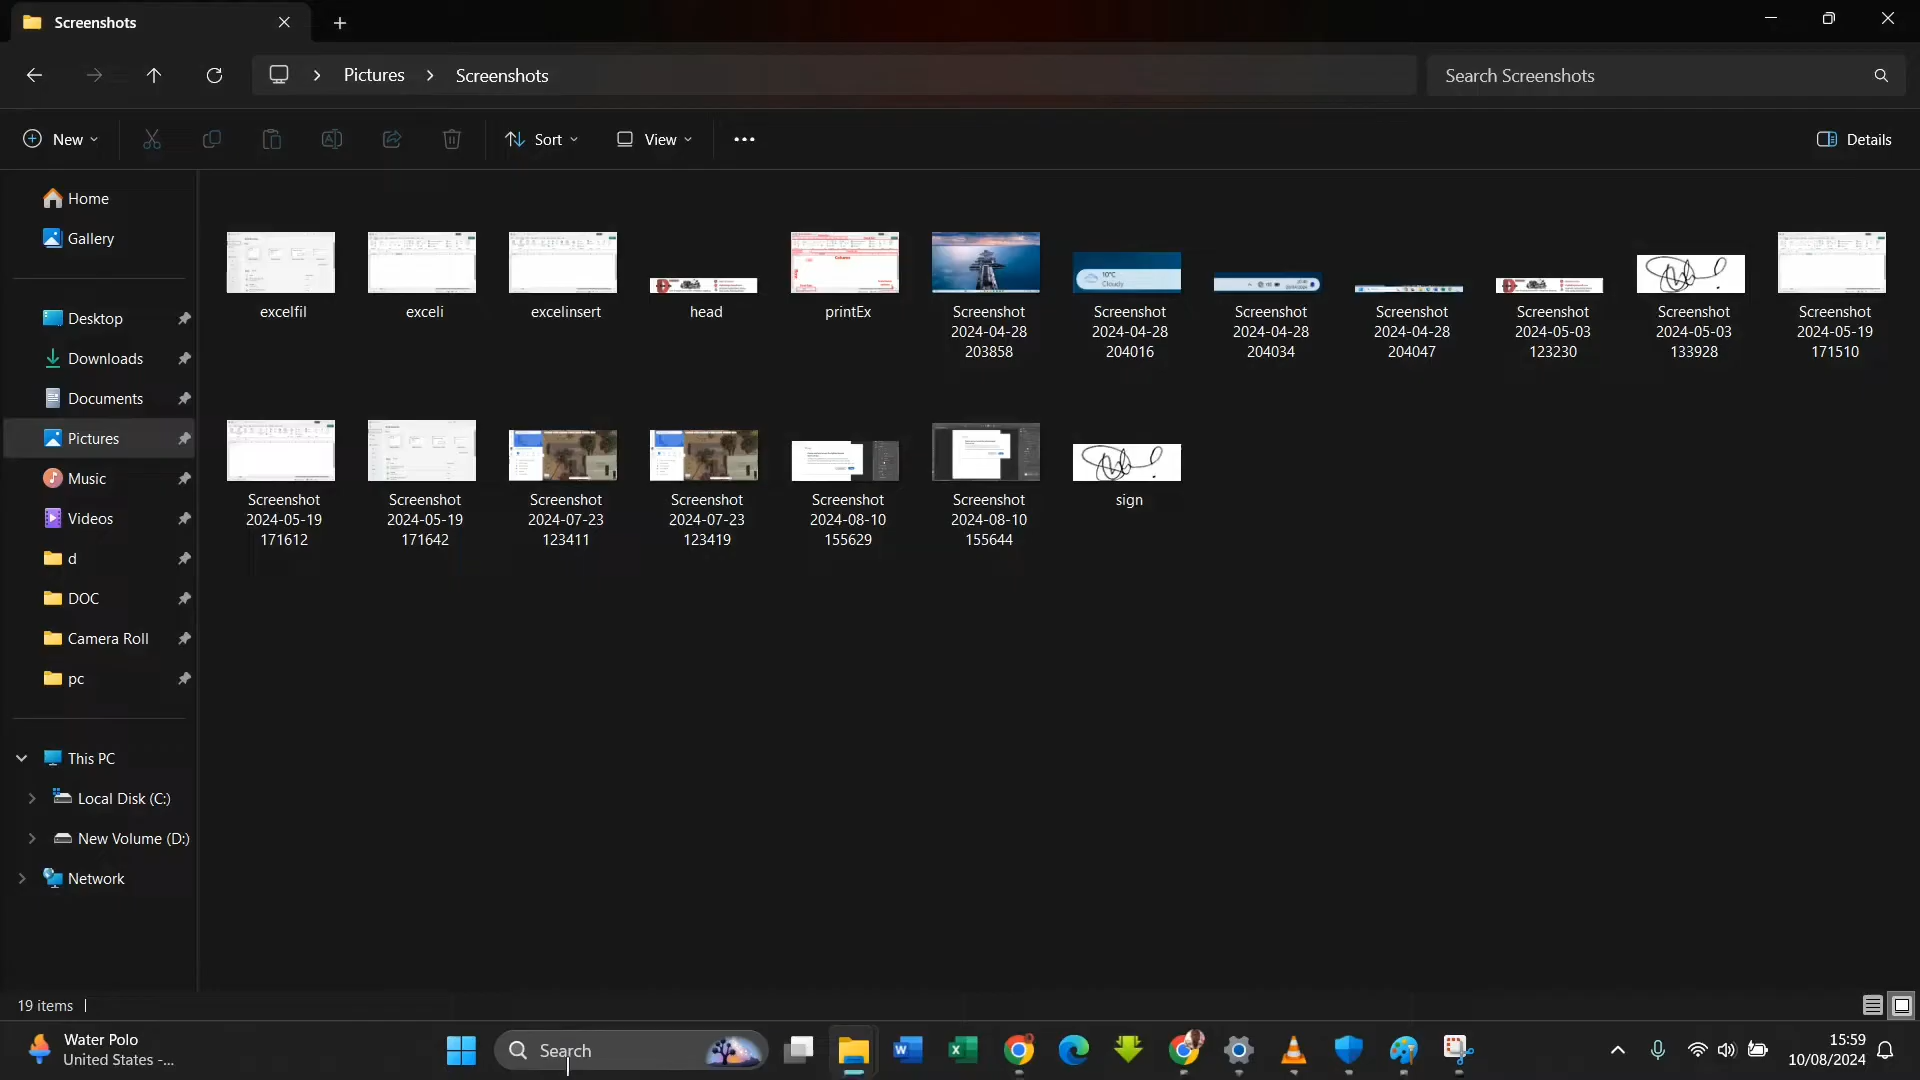 Screenshots
Pictures
Screenshots
Search Screenshots
New
Sort
View
Details
Home
Gallery
Desktop
Downloads
Documents
Pictures
Music
Videos
d
DOC
Camera Roll
pc
This PC
Local Disk (C:)
New Volume (D:)
Network
excelfil
exceli
excelinsert
head
printEx
Screenshot
2024-04-28
203858
Screenshot
2024-04-28
204016
Screenshot
2024-04-28
204034
Screenshot
2024-04-28
204047
Screenshot
2024-05-03
123230
Screenshot
2024-05-03
133928
Screenshot
2024-05-19
171510
10°C
Cloudy
Column
Screenshot
2024-05-19
171612
Screenshot
2024-05-19
171642
Screenshot
2024-07-23
123411
Screenshot
2024-07-23
123419
Screenshot
2024-08-10
155629
Screenshot
2024-08-10
155644
sign
19 items
Water Polo
United States -...
Search
15:59
10/08/2024